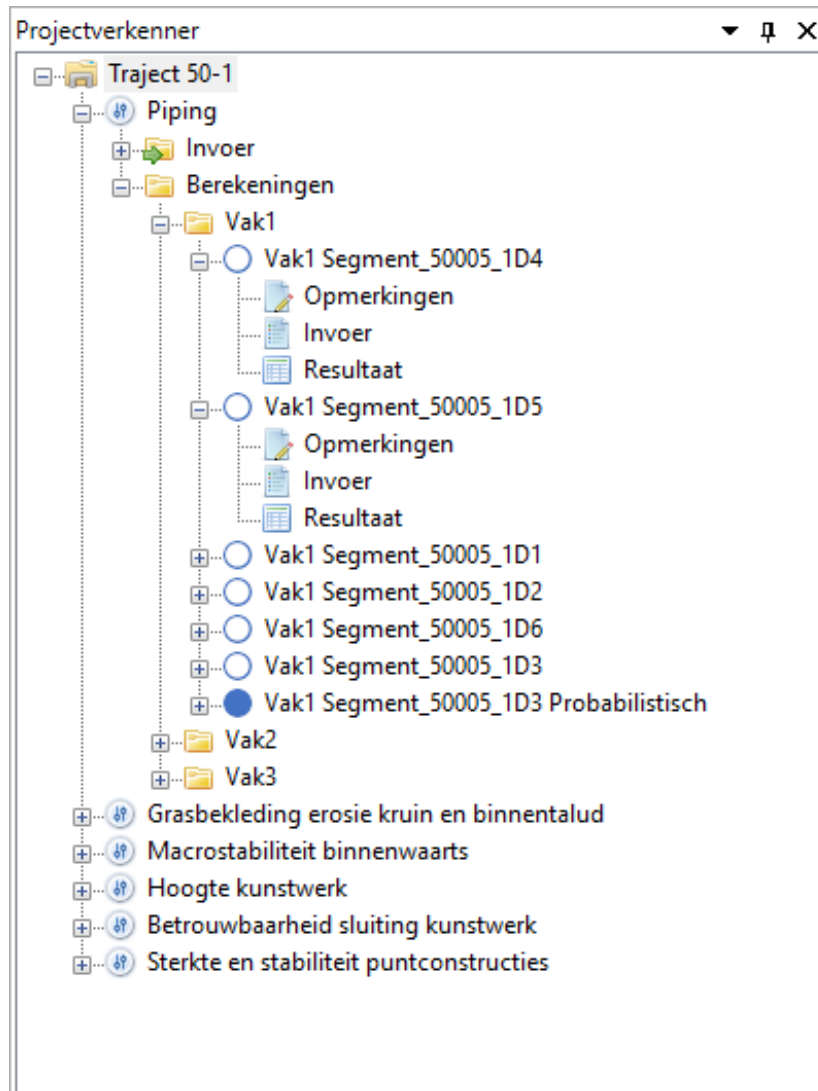 Projectverkenner
Traject 50-1
Piping
Invoer
Berekeningen
Vak1
Vak1 Segment_50005_1D4
Opmerkingen
Invoer
Resultaat
Vak1 Segment_50005_1D5
Opmerkingen
Invoer
Resultaat
Vak1 Segment_50005_1D1
Vak1 Segment_50005_1D2
Vak1 Segment_50005_1D6
Vak1 Segment_50005_1D3
Vak1 Segment_50005_1D3 Probabilistisch
Vak2
Vak3
Grasbekleding erosie kruin en binnentalud
Macrostabiliteit binnenwaarts
Hoogte kunstwerk
Betrouwbaarheid sluiting kunstwerk
Sterkte en stabiliteit puntconstructies